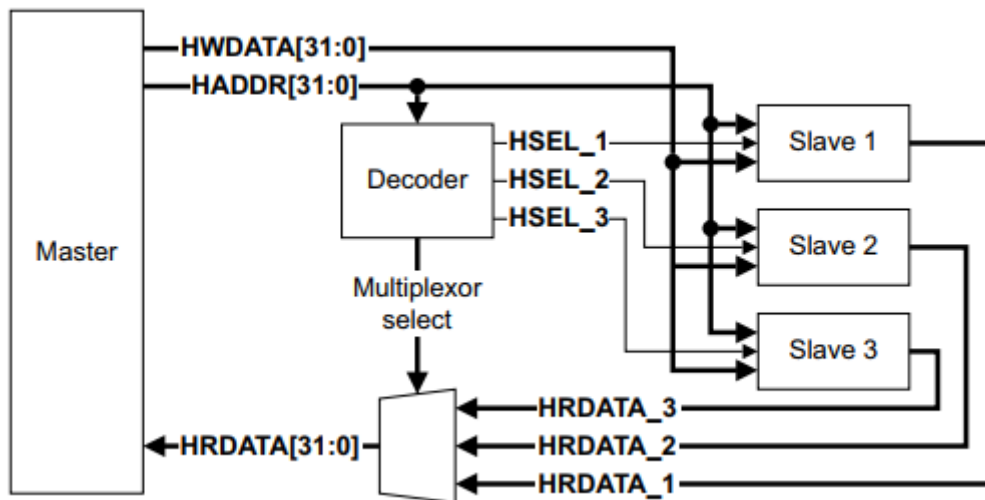 HWDATA[31:0]
HADDR[31:0]
HSEL_1
Slave 1
Decoder
HSEL_2
HSEL_3
Master
Slave 2
Multiplexor
select
Slave 3
HRDATA_3
HRDATA[31:0]
HRDATA_2
HRDATA_1